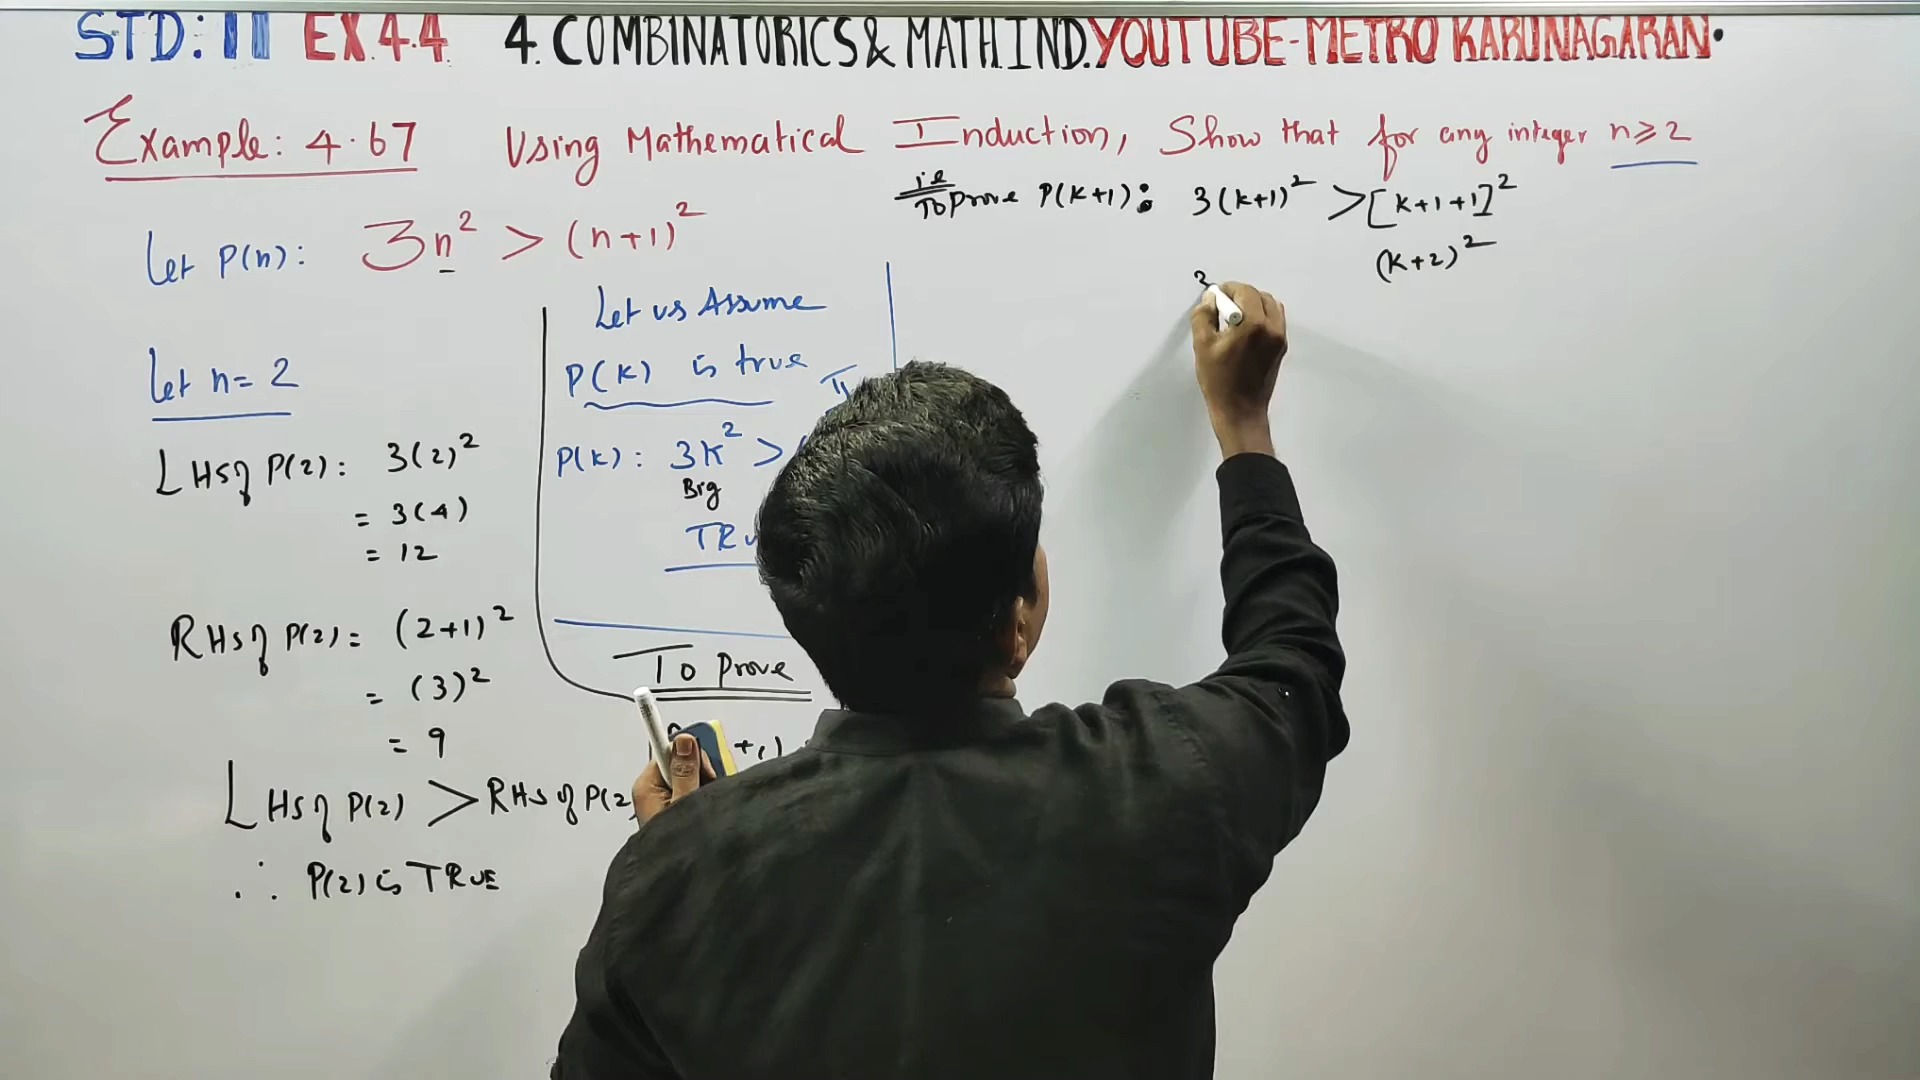 STD: 11 EX.4.4 4. COMBINATORICS & MATH.IND. YOUTUBE-METRO KARUNAGARAN.
Example: 4.67 Using Mathematical Induction, Show that for any integer n≥2
Let P(n): 3n² > (n+1)²
Let n=2
LHS of P(2): 3(2)²
= 3(4)
= 12
RHS of P(2) = (2+1)²
= (3)²
= 9
LHS of P(2) > RHS of P(2
∴ P(2) is TRUE
Let us Assume
P(K) is true
P(K): 3K² >
Big
TRU
To Prove
+1)
ie
To prove P(K+1): 3(K+1)² > [K+1+1]²
(K+2)²
3